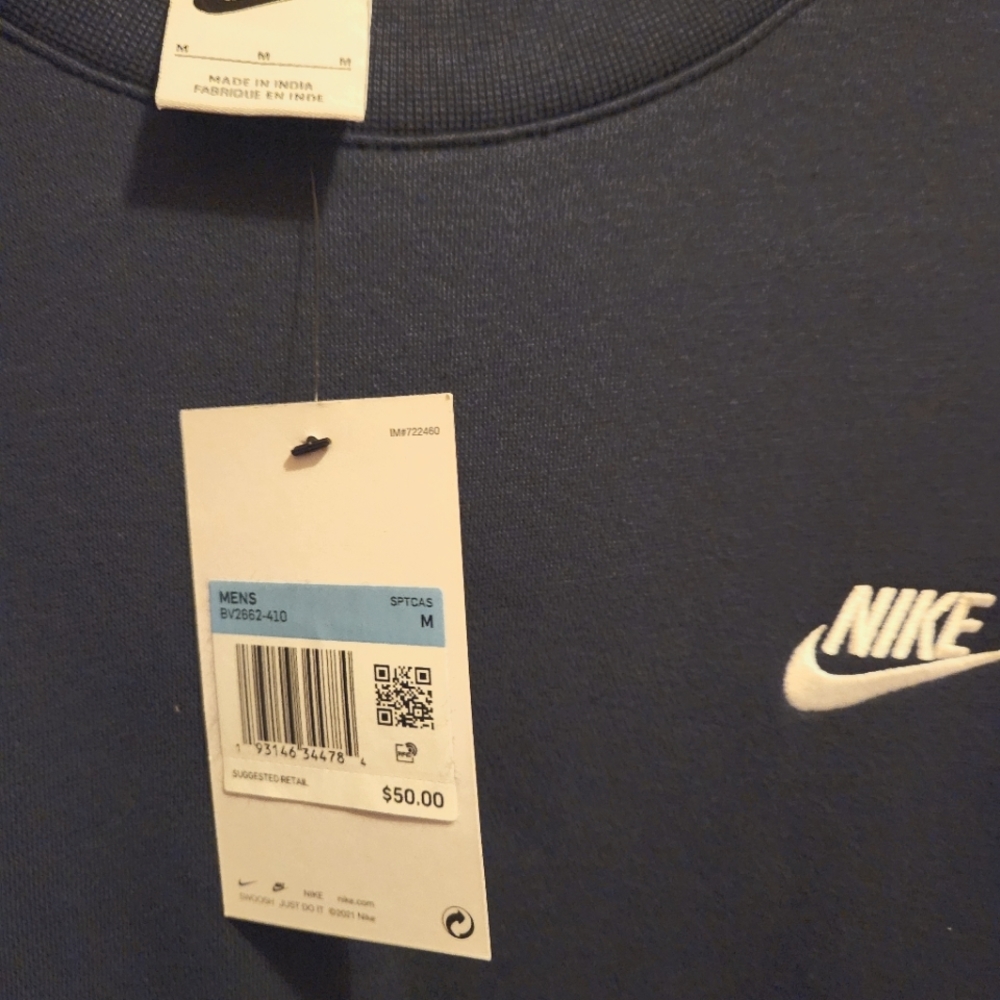 M M M
MADE IN INDIA
FABRIQUE EN INDE
IM#722460
MENS SPTCAS
BV2662-410 M
1 93146 34478 4
SUGGESTED RETAIL
$50.00
NIKE nike.com
SWOOSH JUST DO IT ©2021 Nike
NIKE